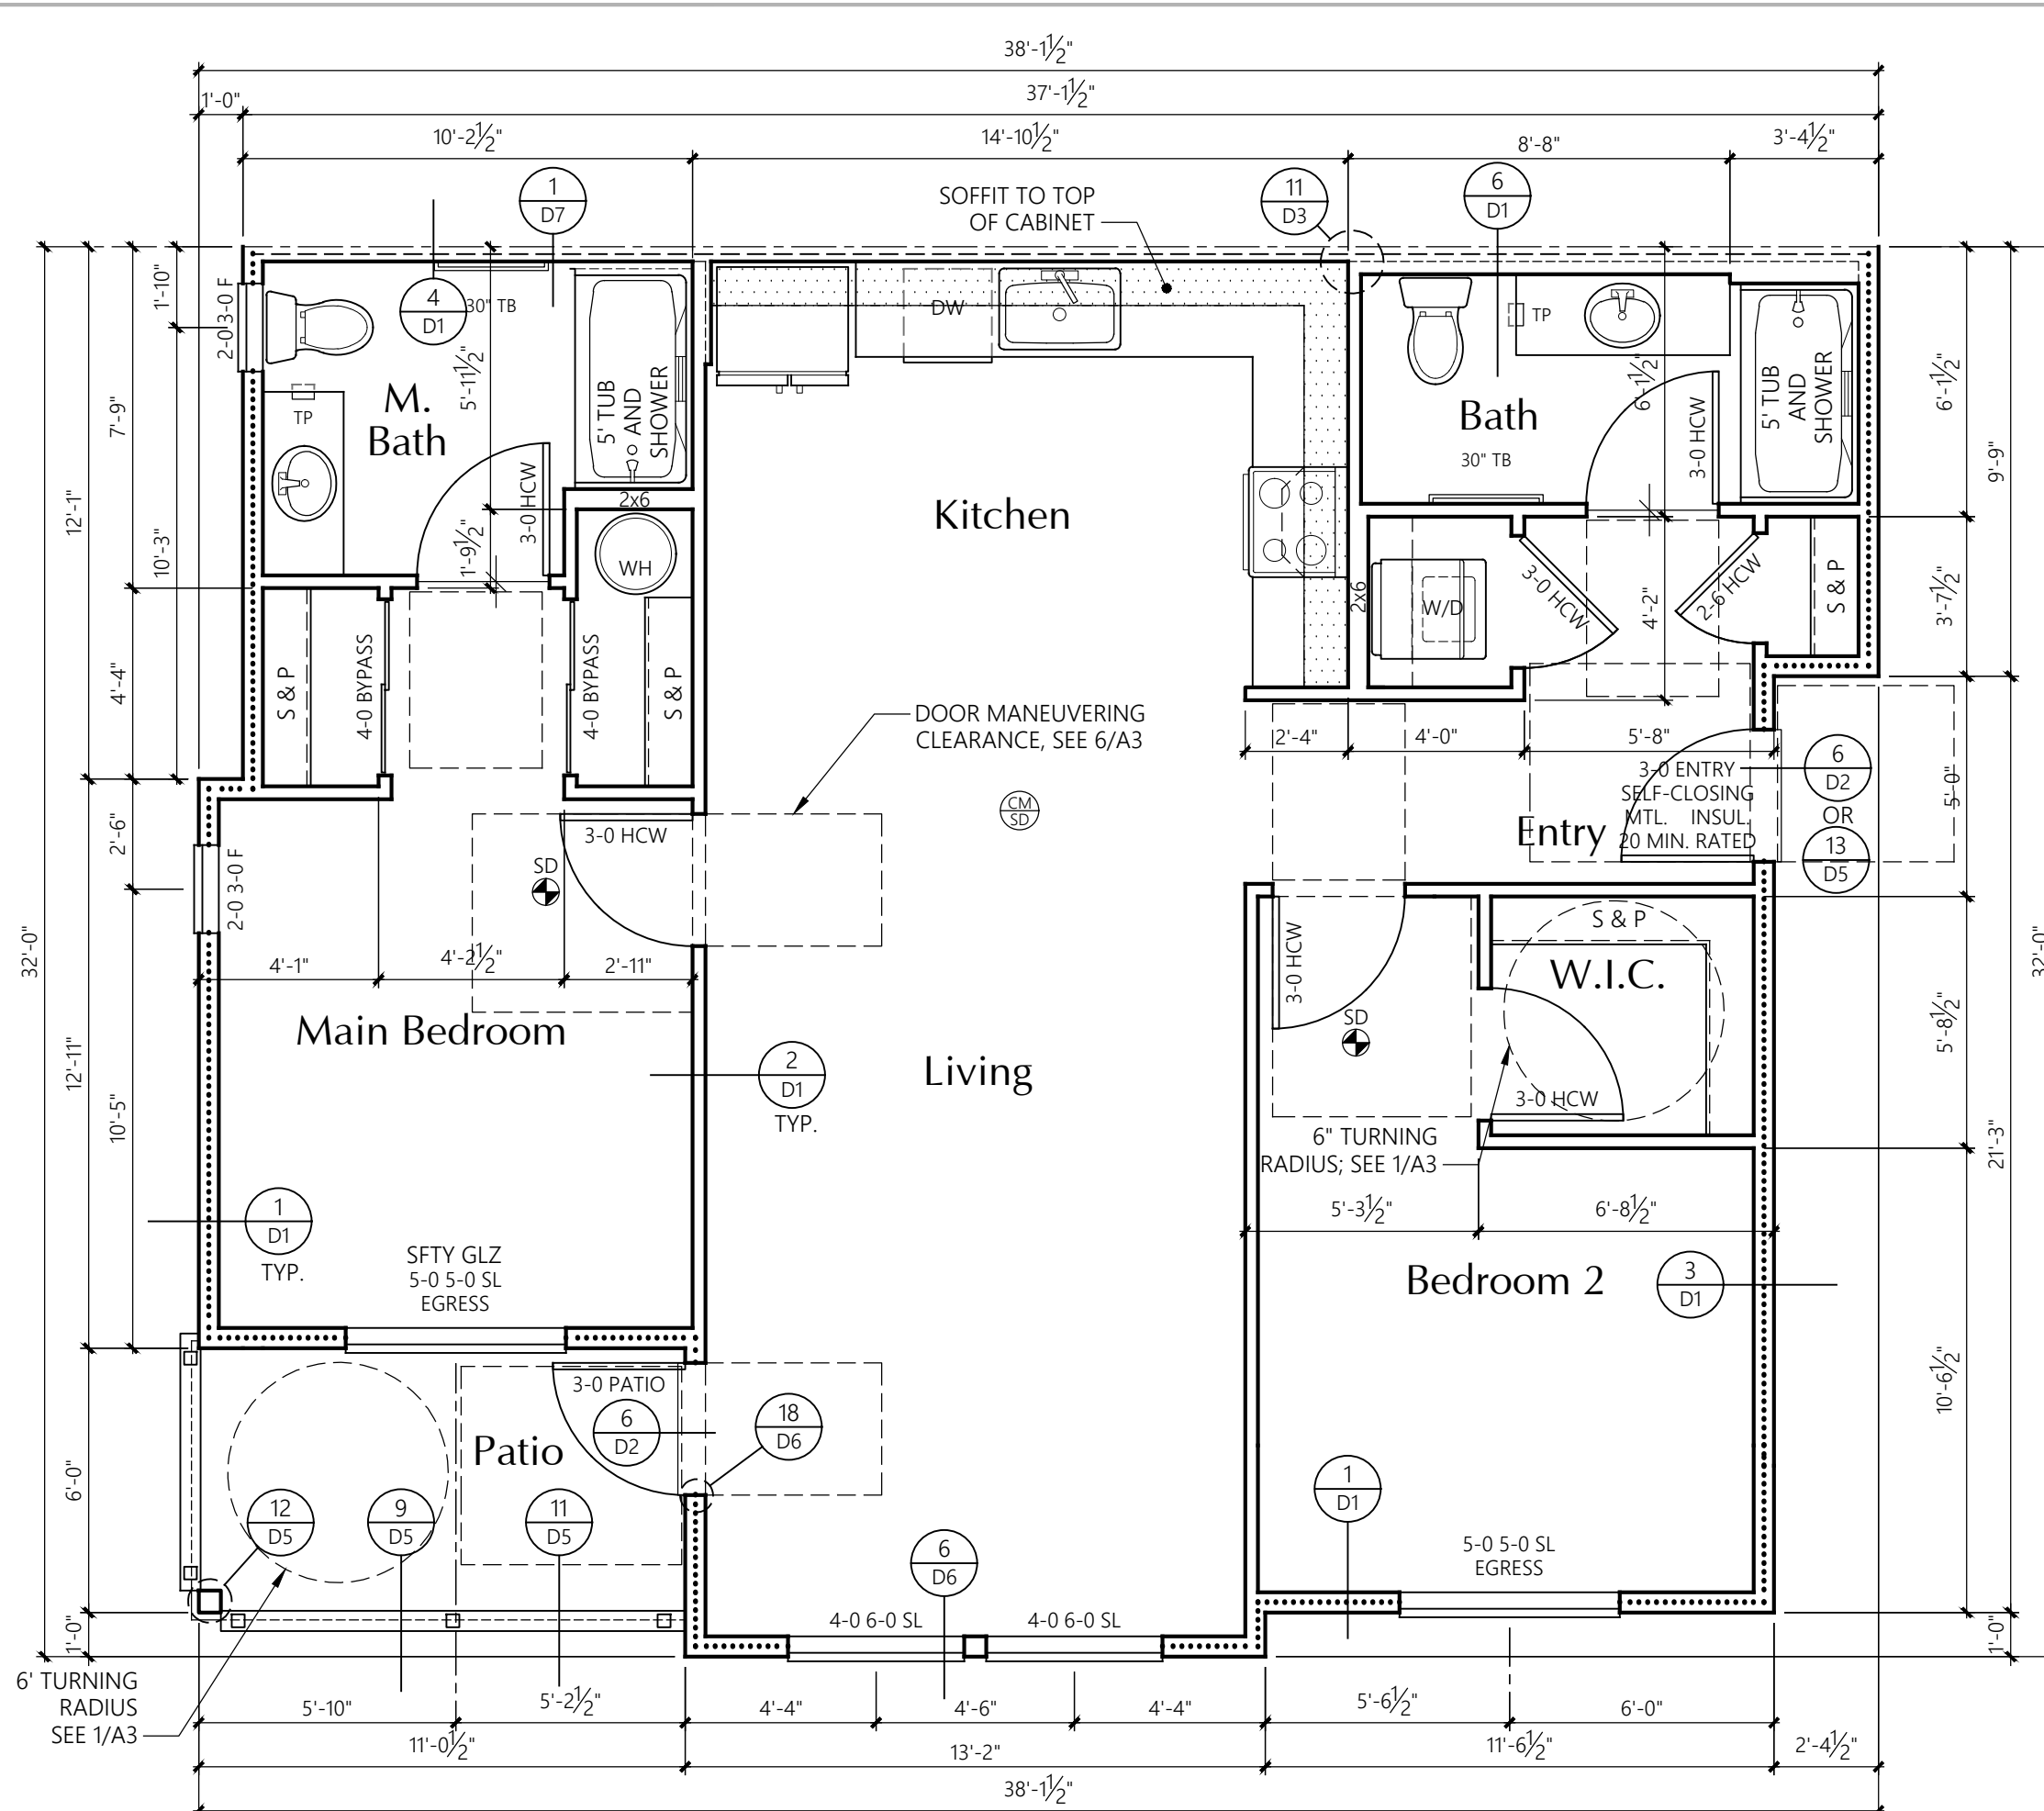 38'-1½"
37'-1½"
1'-0"
10'-2½"
14'-10½"
8'-8"
3'-4½"
1
D7
SOFFIT TO TOP
OF CABINET
11
D3
6
D1
1'-10"
2-0 3-0 F
4
D1
30" TB
DW
TP
5'-11½"
6'-1½"
6'-1½"
M.
Bath
TP
5' TUB
AND
SHOWER
Bath
30" TB
3-0 HCW
5' TUB
AND
SHOWER
7'-9"
9'-9"
12'-1"
10'-3"
3-0 HCW
2x6
Kitchen
1'-9½"
WH
2x6
W/D
3-0 HCW
4'-2"
2-6 HCW
S & P
3'-7½"
4'-4"
S & P
4-0 BYPASS
4-0 BYPASS
S & P
DOOR MANEUVERING
CLEARANCE, SEE 6/A3
2'-4"
4'-0"
5'-8"
3-0 ENTRY
SELF-CLOSING
MTL. INSUL.
20 MIN. RATED
Entry
6
D2
OR
13
D5
5'-0"
CM
SD
2'-6"
3-0 HCW
SD
2-0 3-0 F
32'-0"
32'-0"
4'-1"
4'-2½"
2'-11"
3-0 HCW
S & P
W.I.C.
Main Bedroom
SD
5'-8½"
12'-11"
2
D1
TYP.
Living
3-0 HCW
10'-5"
6" TURNING
RADIUS; SEE 1/A3
21'-3"
1
D1
TYP.
5'-3½"
6'-8½"
SFTY GLZ
5-0 5-0 SL
EGRESS
Bedroom 2
3
D1
3-0 PATIO
10'-6½"
Patio
6
D2
18
D6
6'-0"
12
D5
9
D5
11
D5
1
D1
6
D6
5-0 5-0 SL
EGRESS
4-0 6-0 SL
4-0 6-0 SL
1'-0"
1'-0"
6' TURNING
RADIUS
SEE 1/A3
5'-10"
5'-2½"
4'-4"
4'-6"
4'-4"
5'-6½"
6'-0"
11'-0½"
13'-2"
11'-6½"
2'-4½"
38'-1½"